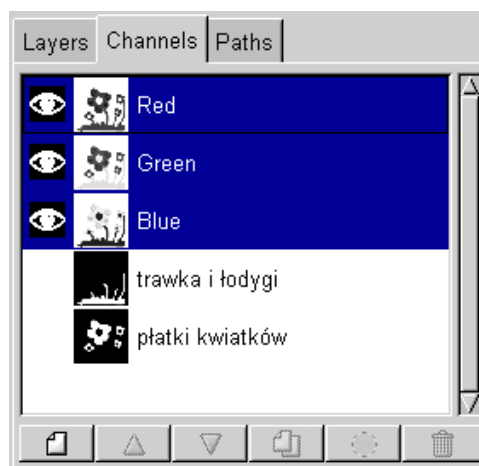 Layers Channels Paths
Red
Green
Blue
trawka i łodygi
płatki kwiatków